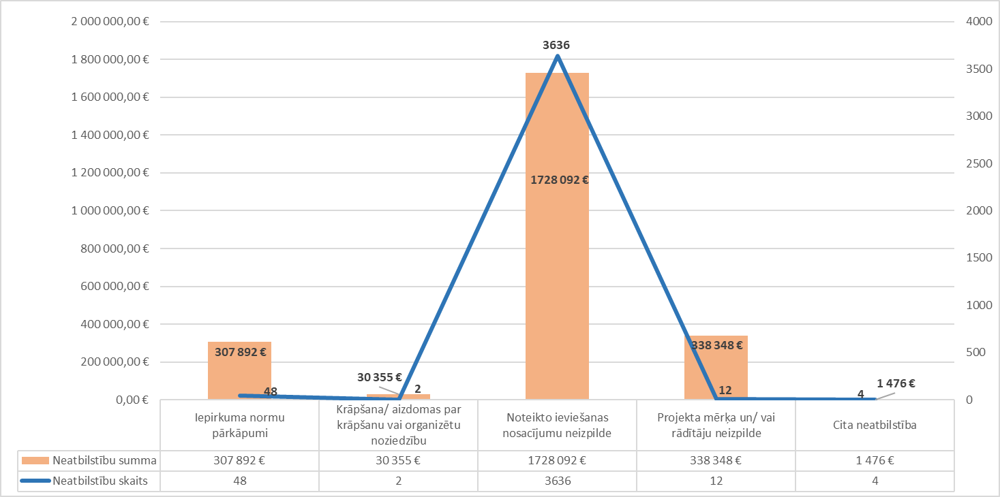 2 000 000,00 €
1 800 000,00 €
1 600 000,00 €
1 400 000,00 €
1 200 000,00 €
1 000 000,00 €
800 000,00 €
600 000,00 €
400 000,00 €
200 000,00 €
0,00 €
4000
3500
3000
2500
2000
1500
1000
500
0
3636
1728 092 €
307 892 €
48
30 355 €
2
338 348 €
12
1 476 €
4
Iepirkuma normu
pārkāpumi
Krāpšana/ aizdomas par
krāpšanu vai organizētu
noziedzību
Noteikto ieviešanas
nosacījumu neizpilde
Projekta mērķa un/ vai
rādītāju neizpilde
Cita neatbilstība
Neatbilstību summa 307 892 € 30 355 € 1728 092 € 338 348 € 1 476 €
Neatbilstību skaits 48 2 3636 12 4